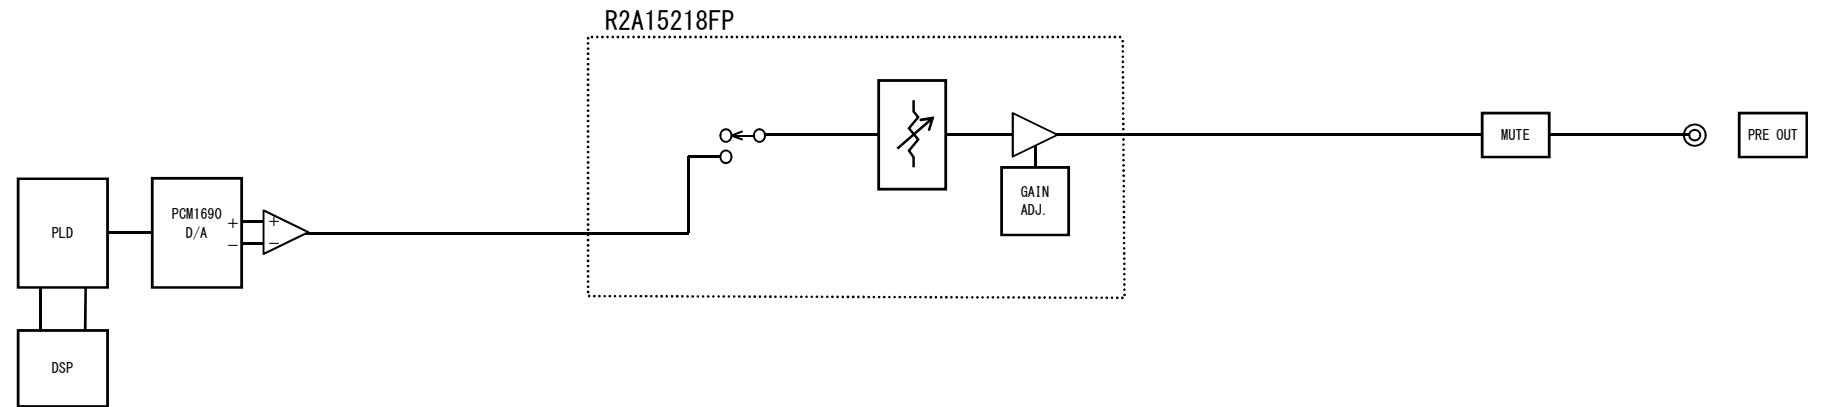 R2A15218FP
MUTE
PRE OUT
GAIN
ADJ.
PLD
PCM1690
D/A
+
−
+
−
DSP